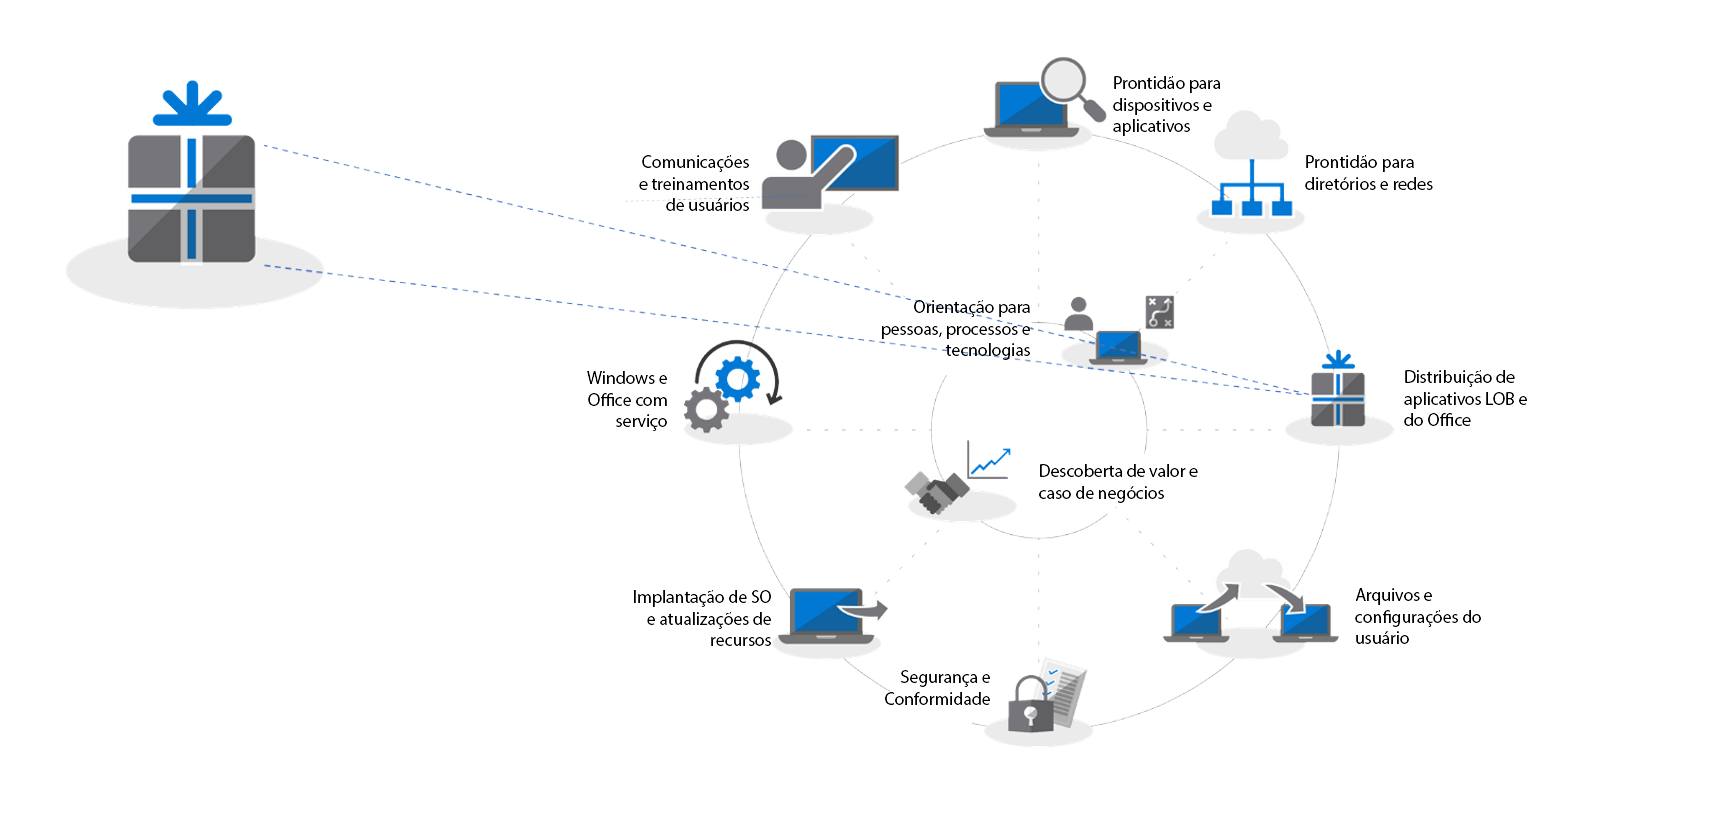 Prontidão para
dispositivos e
aplicativos
Comunicações
e treinamentos
de usuários
Prontidão para
diretórios e redes
Orientação para
pessoas, processos e
tecnologias
Windows e
Office com
serviço
Distribuição de
aplicativos LOB e
do Office
Descoberta de valor e
caso de negócios
Implantação de SO
e atualizações de
recursos
Arquivos e
configurações do
usuário
Segurança e
Conformidade